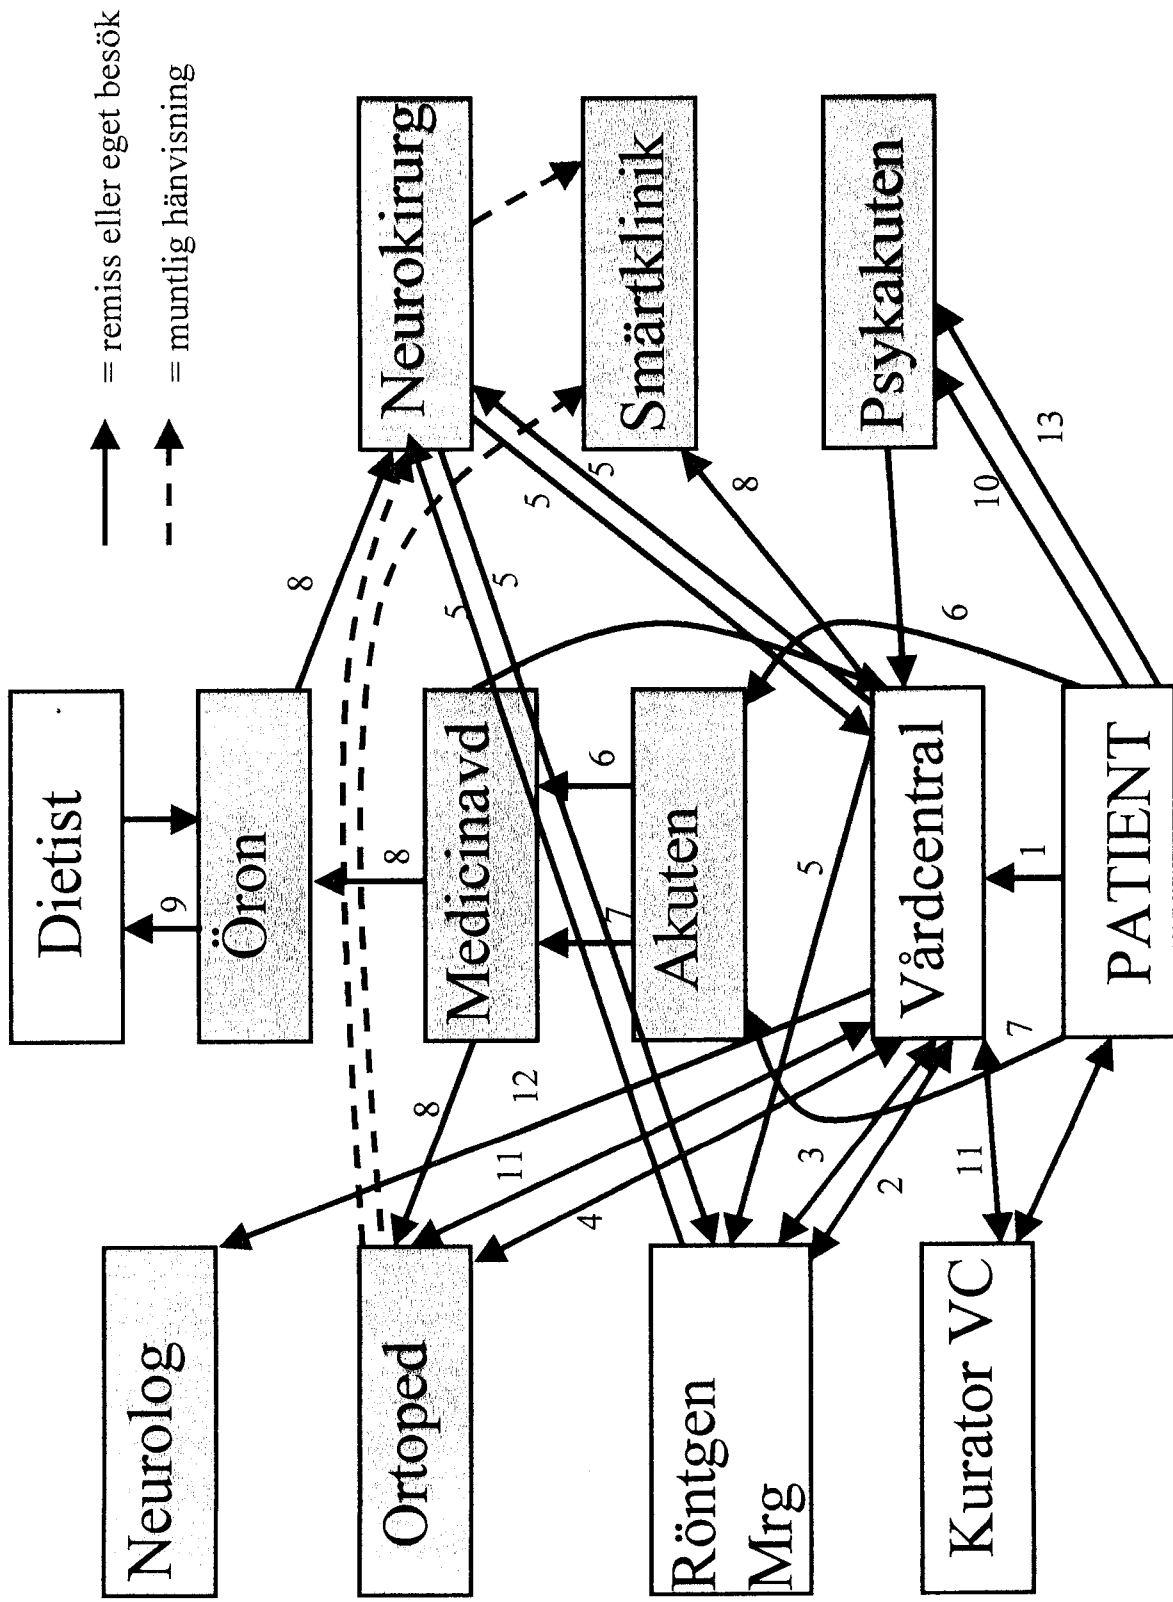 = remiss eller eget besök
= muntlig hänvisning
Dietist
9
Öron
8
8
Neurolog
Ortoped
Neurokirurg
12
8
11
4
5
5
5
5
Medicinavd
6
7
Akuten
Smärtklinik
8
Röntgen
Mrg
3
2
5
Vårdcentral
Psykakuten
6
10
13
1
7
11
Kurator VC
PATIENT